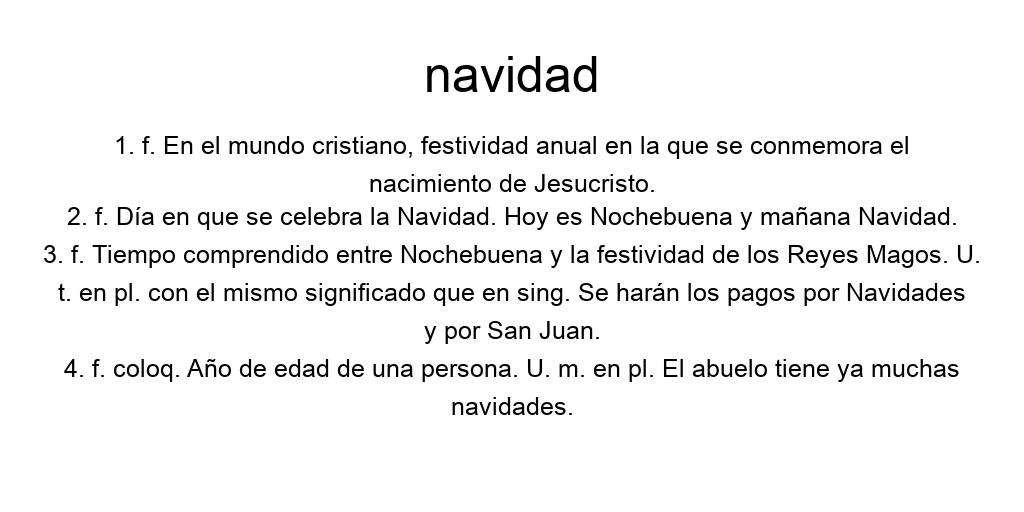 navidad
1. f. En el mundo cristiano, festividad anual en la que se conmemora el
nacimiento de Jesucristo.
2. f. Día en que se celebra la Navidad. Hoy es Nochebuena y mañana Navidad.
3. f. Tiempo comprendido entre Nochebuena y la festividad de los Reyes Magos. U.
t. en pl. con el mismo significado que en sing. Se harán los pagos por Navidades
y por San Juan.
4. f. coloq. Año de edad de una persona. U. m. en pl. El abuelo tiene ya muchas
navidades.